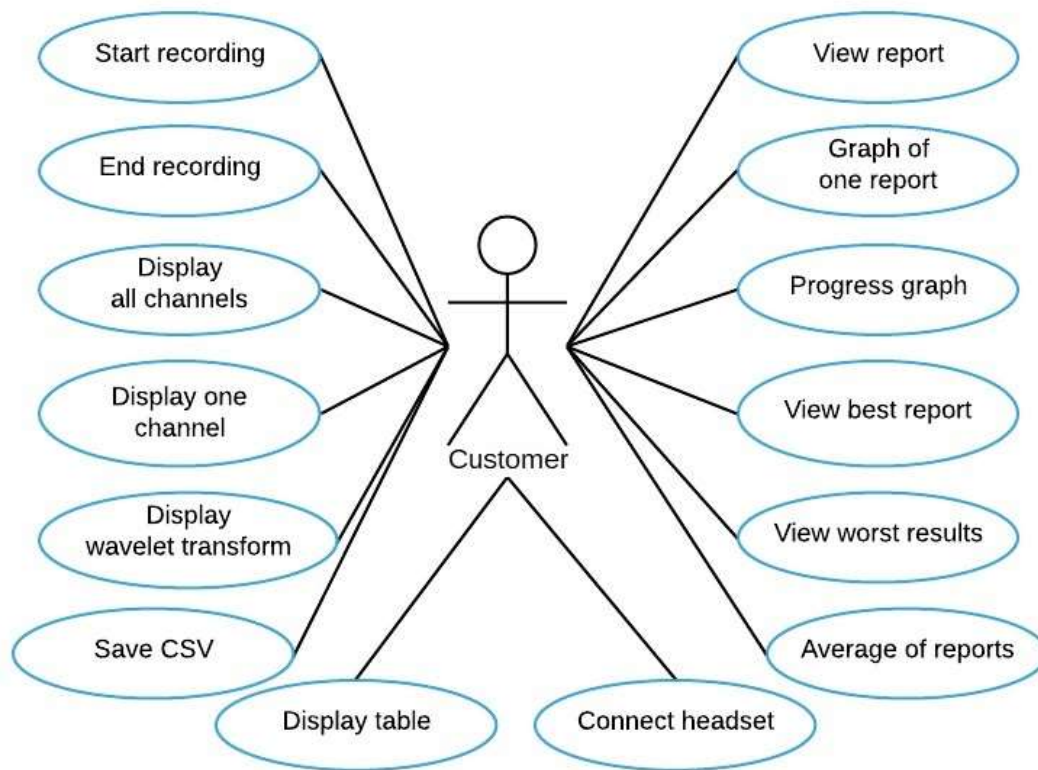 Start recording
End recording
Display
all channels
Display one
channel
Display
wavelet transform
Save CSV
Display table
Customer
Connect headset
View report
Graph of
one report
Progress graph
View best report
View worst results
Average of reports